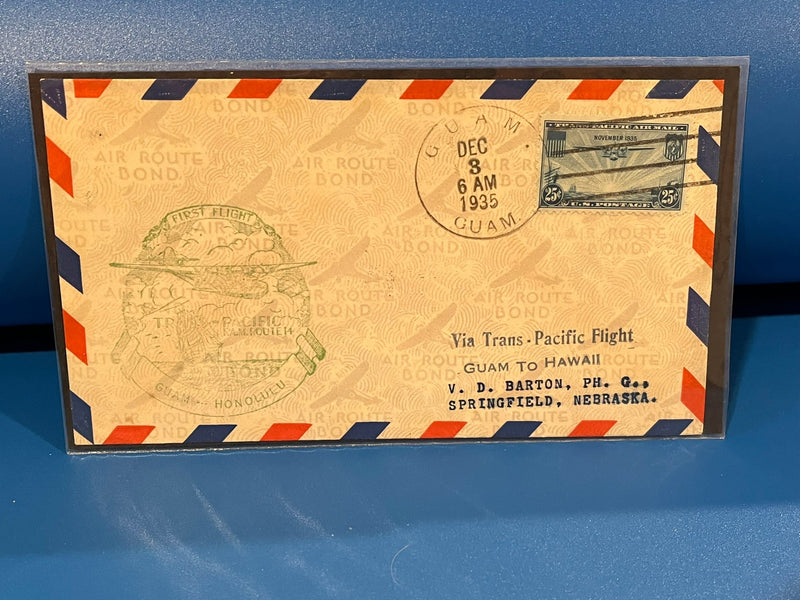 AIR ROUTE
BOND
GUAM
DEC
3
6 AM
1935
GUAM.
TRANS-PACIFIC AIR MAIL
NOVEMBER 1935
25¢
U.S. POSTAGE
25¢
FIRST FLIGHT
TRANS-PACIFIC
A.M. ROUTE 14
GUAM - HONOLULU
Via Trans-Pacific Flight
GUAM TO HAWAII
V. D. BARTON, PH. G.,
SPRINGFIELD, NEBRASKA.